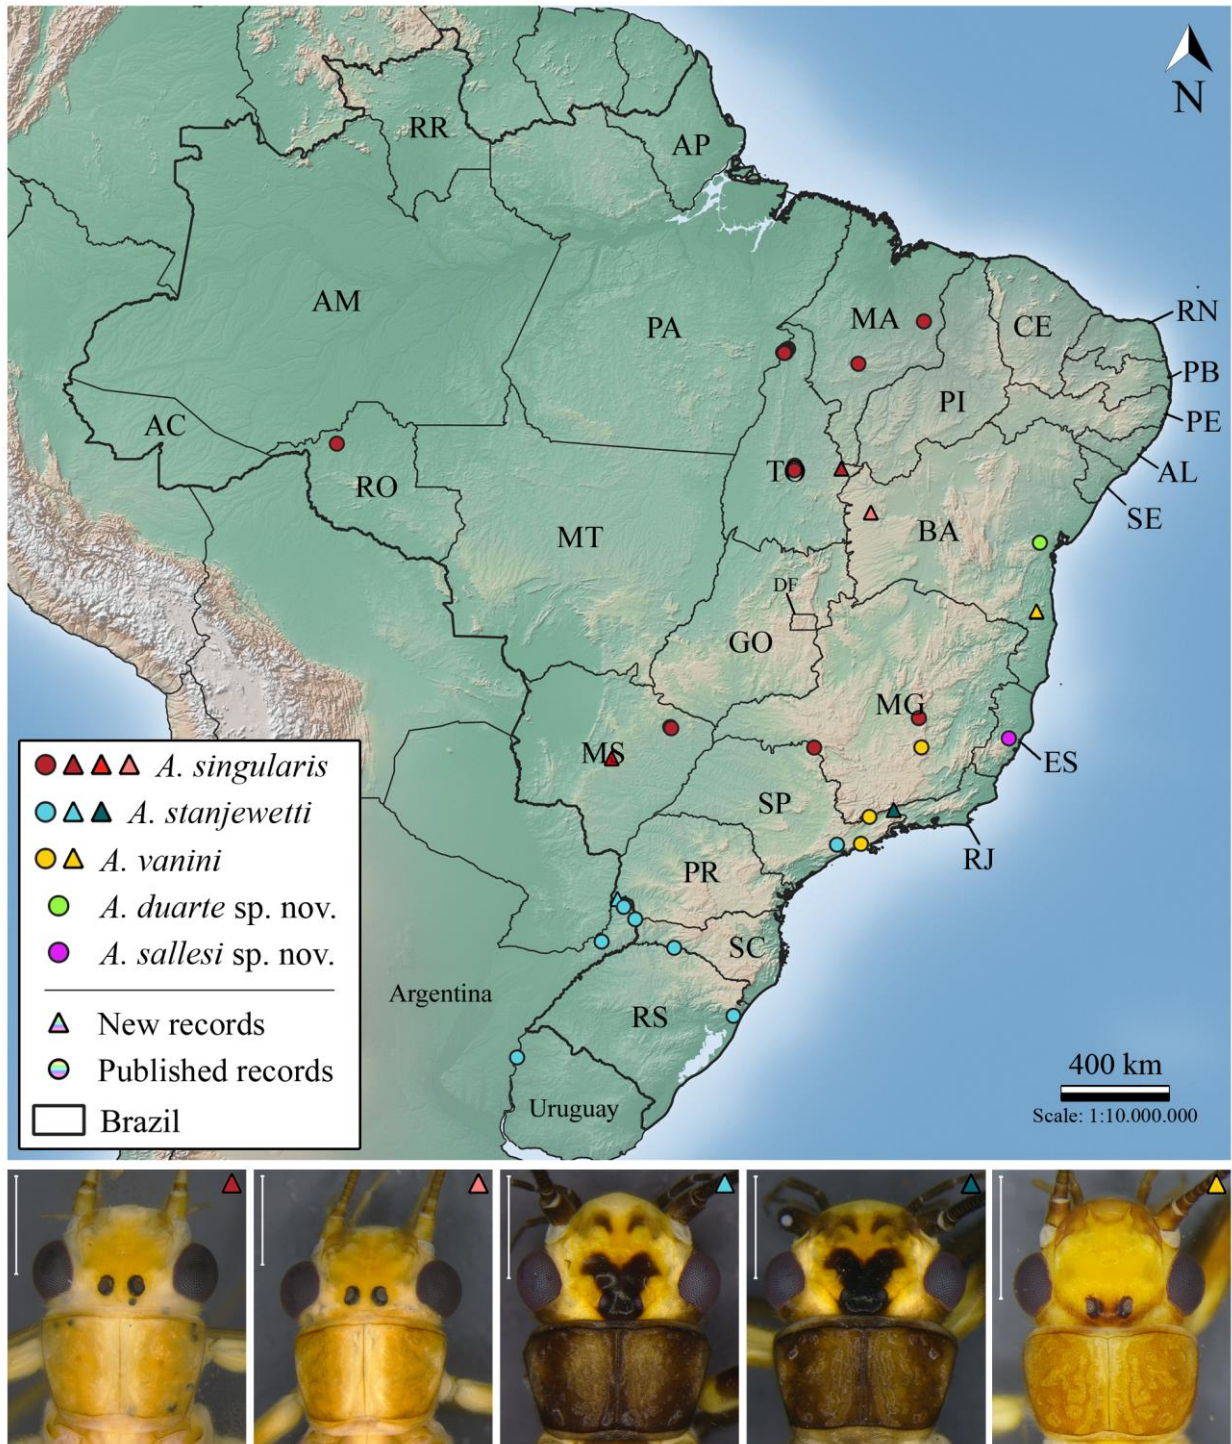 N
RR
AP
AM
PA
MA
CE
RN
PB
PE
AL
SE
PI
AC
RO
TO
MT
BA
DF
GO
MG
ES
MS
SP
RJ
PR
SC
RS
Argentina
Uruguay
A. singularis
A. stanjewetti
A. vanini
A. duarte sp. nov.
A. sallesi sp. nov.
New records
Published records
Brazil
400 km
Scale: 1:10.000.000